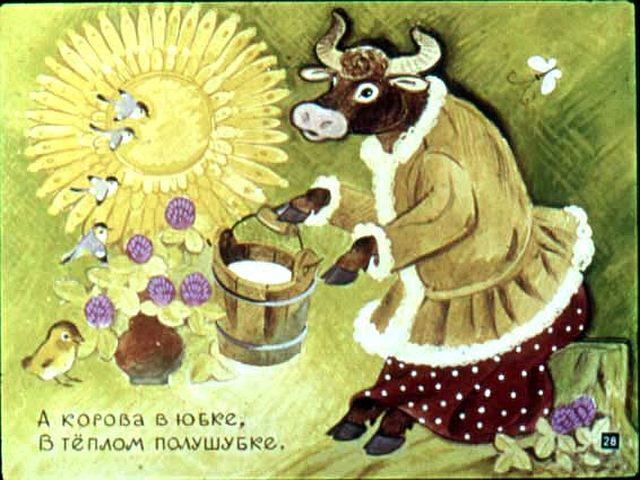 А корова в юбке,
В тёплом полушубке.
28